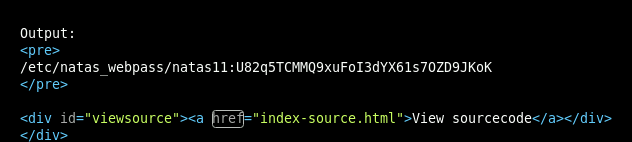 Output:
<pre>
/etc/natas_webpass/natas11:U82q5TCMMQ9xuFoI3dYX61s7OZD9JKoK
</pre>
<div id="viewsource"><a href="index-source.html">View sourcecode</a></div>
</div>